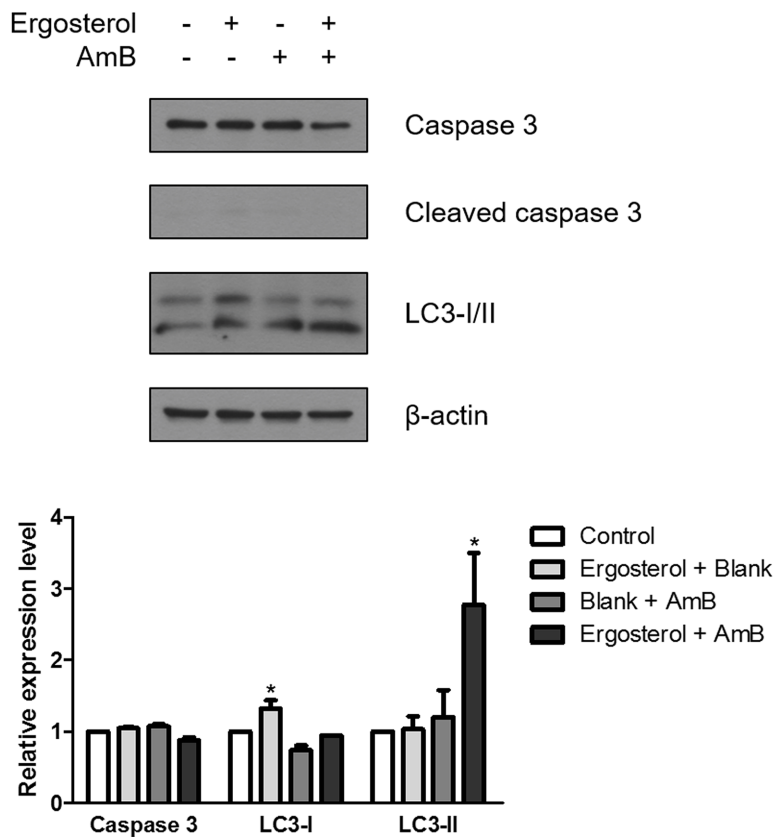 Ergosterol - + - +
AmB - - + +
Caspase 3
Cleaved caspase 3
LC3-I/II
β-actin
Relative expression level
4
3
2
1
0
*
*
Caspase 3 LC3-I LC3-II
Control
Ergosterol + Blank
Blank + AmB
Ergosterol + AmB